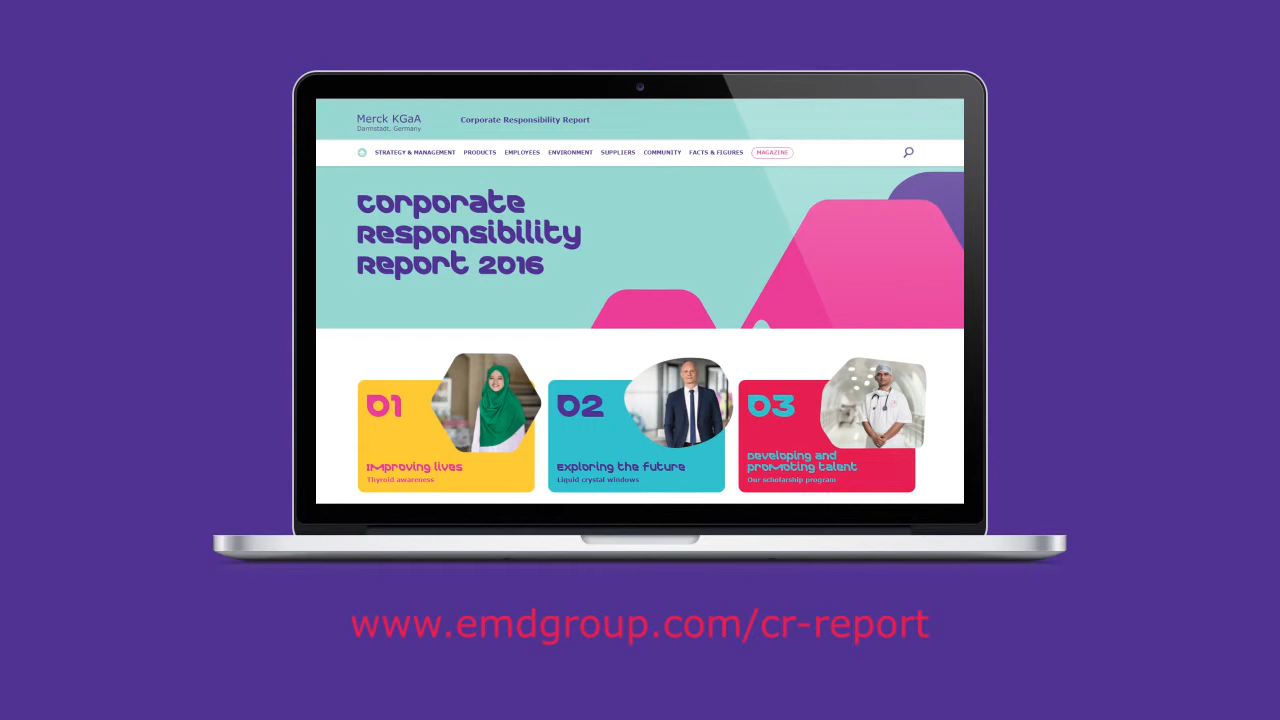 Merck KGaA
Darmstadt, Germany
Corporate Responsibility Report
STRATEGY & MANAGEMENT PRODUCTS EMPLOYEES ENVIRONMENT SUPPLIERS COMMUNITY FACTS & FIGURES MAGAZINE
Corporate
Responsibility
Report 2016
01
Improving lives
Thyroid awareness
02
Exploring the future
Liquid crystal windows
03
Developing and
promoting talent
Our scholarship program
www.emdgroup.com/cr-report